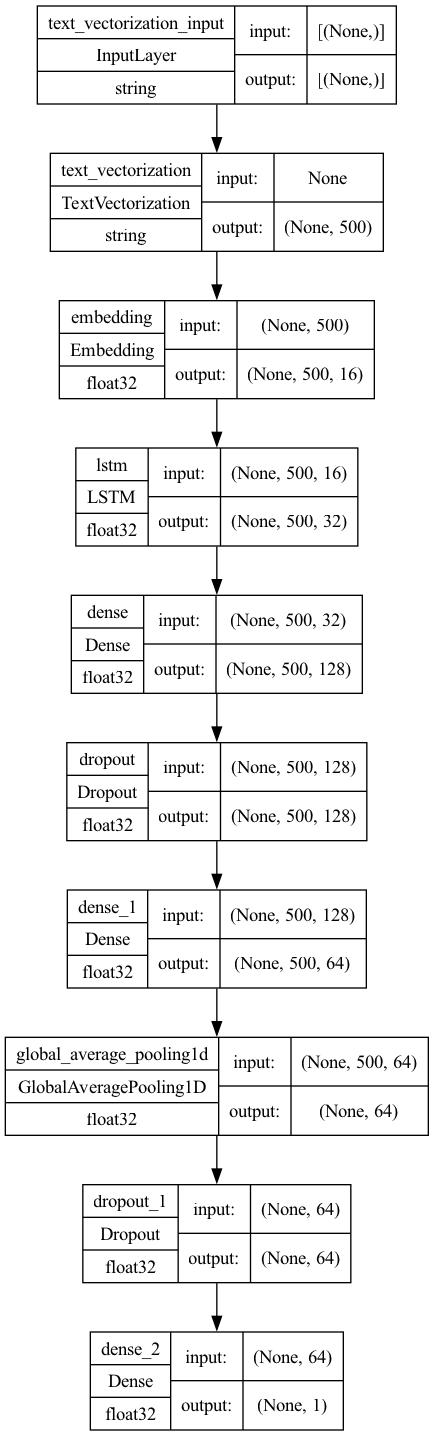 text_vectorization_input
InputLayer
string
input: [(None,)]
output: [(None,)]
text_vectorization
TextVectorization
string
input: None
output: (None, 500)
embedding
Embedding
float32
input: (None, 500)
output: (None, 500, 16)
lstm
LSTM
float32
input: (None, 500, 16)
output: (None, 500, 32)
dense
Dense
float32
input: (None, 500, 32)
output: (None, 500, 128)
dropout
Dropout
float32
input: (None, 500, 128)
output: (None, 500, 128)
dense_1
Dense
float32
input: (None, 500, 128)
output: (None, 500, 64)
global_average_pooling1d
GlobalAveragePooling1D
float32
input: (None, 500, 64)
output: (None, 64)
dropout_1
Dropout
float32
input: (None, 64)
output: (None, 64)
dense_2
Dense
float32
input: (None, 64)
output: (None, 1)